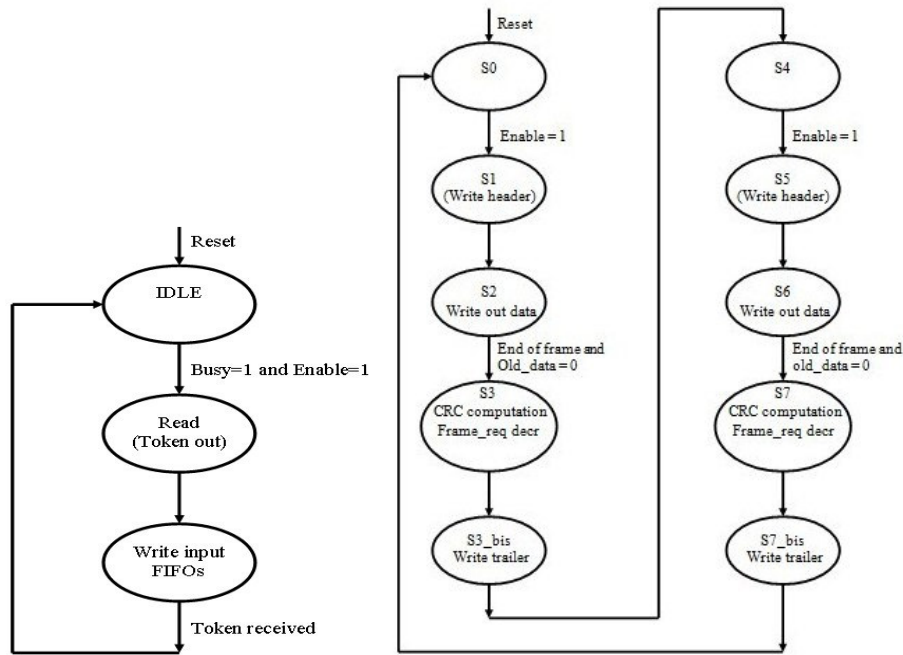 Reset
IDLE
Busy=1 and Enable=1
Read
(Token out)
Write input
FIFOs
Token received
Reset
S0
Enable=1
S1
(Write header)
S2
Write out data
End of frame and
Old_data=0
S3
CRC computation
Frame_req decr
S3_bis
Write trailer
S4
Enable=1
S5
(Write header)
S6
Write out data
End of frame and
old_data=0
S7
CRC computation
Frame_req decr
S7_bis
Write trailer